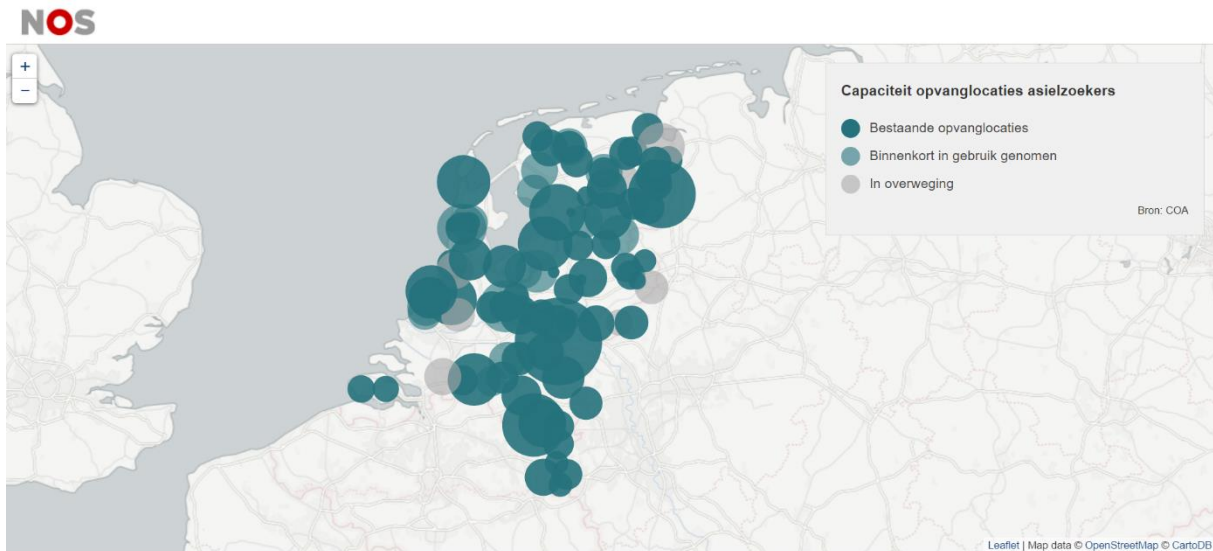 NOS
+
−
Capaciteit opvanglocaties asielzoekers
Bestaande opvanglocaties
Binnenkort in gebruik genomen
In overweging
Bron: COA
Leaflet | Map data © OpenStreetMap © CartoDB